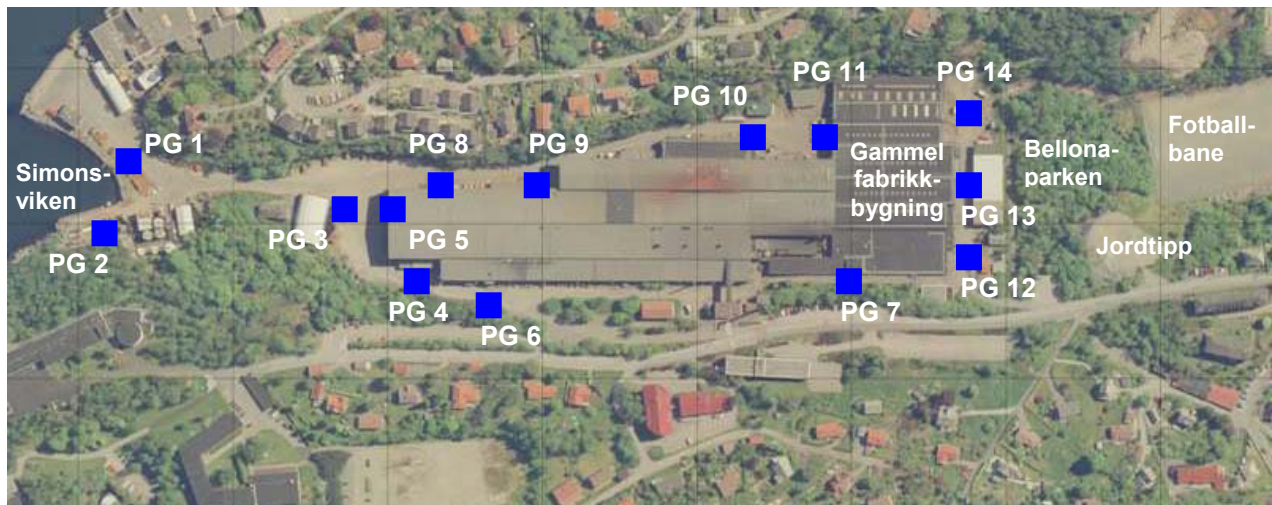 PG 11
PG 14
PG 10
PG 1
PG 8
PG 9
Simons-
viken
Gammel
fabrikk-
bygning
Bellona-
parken
Fotball-
bane
PG 3
PG 5
PG 13
PG 2
Jordtipp
PG 4
PG 6
PG 7
PG 12